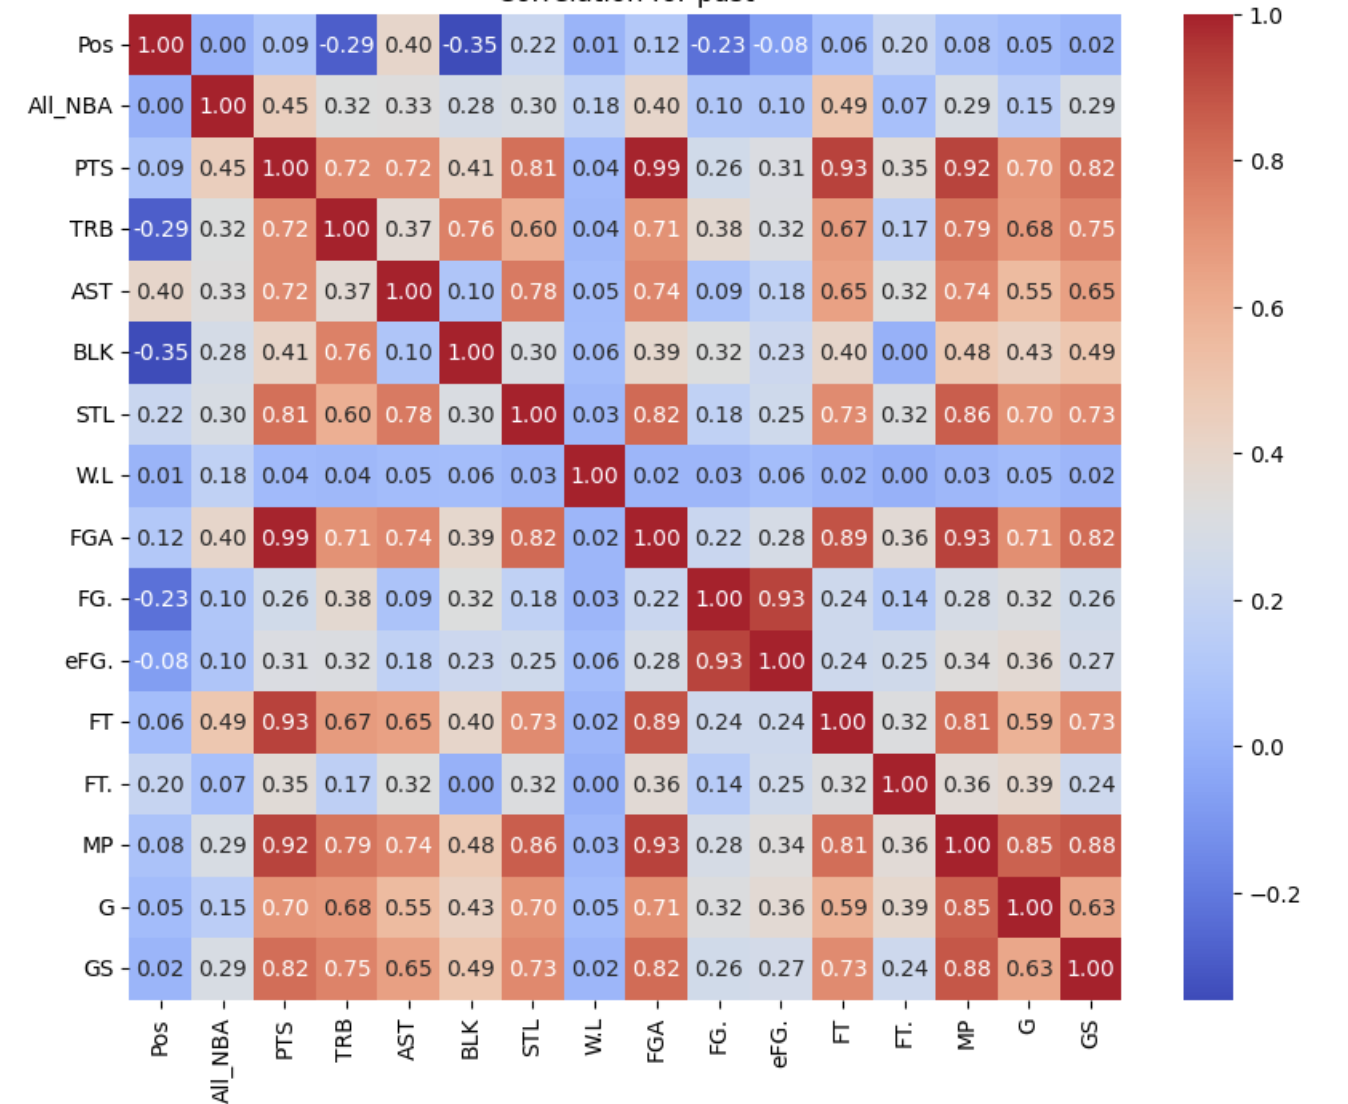 Correlation for past
Pos 1.00 0.00 0.09 -0.29 0.40 -0.35 0.22 0.01 0.12 -0.23 -0.08 0.06 0.20 0.08 0.05 0.02
All_NBA 0.00 1.00 0.45 0.32 0.33 0.28 0.30 0.18 0.40 0.10 0.10 0.49 0.07 0.29 0.15 0.29
PTS 0.09 0.45 1.00 0.72 0.72 0.41 0.81 0.04 0.99 0.26 0.31 0.93 0.35 0.92 0.70 0.82
TRB -0.29 0.32 0.72 1.00 0.37 0.76 0.60 0.04 0.71 0.38 0.32 0.67 0.17 0.79 0.68 0.75
AST 0.40 0.33 0.72 0.37 1.00 0.10 0.78 0.05 0.74 0.09 0.18 0.65 0.32 0.74 0.55 0.65
BLK -0.35 0.28 0.41 0.76 0.10 1.00 0.30 0.06 0.39 0.32 0.23 0.40 0.00 0.48 0.43 0.49
STL 0.22 0.30 0.81 0.60 0.78 0.30 1.00 0.03 0.82 0.18 0.25 0.73 0.32 0.86 0.70 0.73
W.L 0.01 0.18 0.04 0.04 0.05 0.06 0.03 1.00 0.02 0.03 0.06 0.02 0.00 0.03 0.05 0.02
FGA 0.12 0.40 0.99 0.71 0.74 0.39 0.82 0.02 1.00 0.22 0.28 0.89 0.36 0.93 0.71 0.82
FG. -0.23 0.10 0.26 0.38 0.09 0.32 0.18 0.03 0.22 1.00 0.93 0.24 0.14 0.28 0.32 0.26
eFG. -0.08 0.10 0.31 0.32 0.18 0.23 0.25 0.06 0.28 0.93 1.00 0.24 0.25 0.34 0.36 0.27
FT 0.06 0.49 0.93 0.67 0.65 0.40 0.73 0.02 0.89 0.24 0.24 1.00 0.32 0.81 0.59 0.73
FT. 0.20 0.07 0.35 0.17 0.32 0.00 0.32 0.00 0.36 0.14 0.25 0.32 1.00 0.36 0.39 0.24
MP 0.08 0.29 0.92 0.79 0.74 0.48 0.86 0.03 0.93 0.28 0.34 0.81 0.36 1.00 0.85 0.88
G 0.05 0.15 0.70 0.68 0.55 0.43 0.70 0.05 0.71 0.32 0.36 0.59 0.39 0.85 1.00 0.63
GS 0.02 0.29 0.82 0.75 0.65 0.49 0.73 0.02 0.82 0.26 0.27 0.73 0.24 0.88 0.63 1.00
Pos All_NBA PTS TRB AST BLK STL W.L FGA FG. eFG. FT FT. MP G GS
1.0
0.8
0.6
0.4
0.2
0.0
−0.2